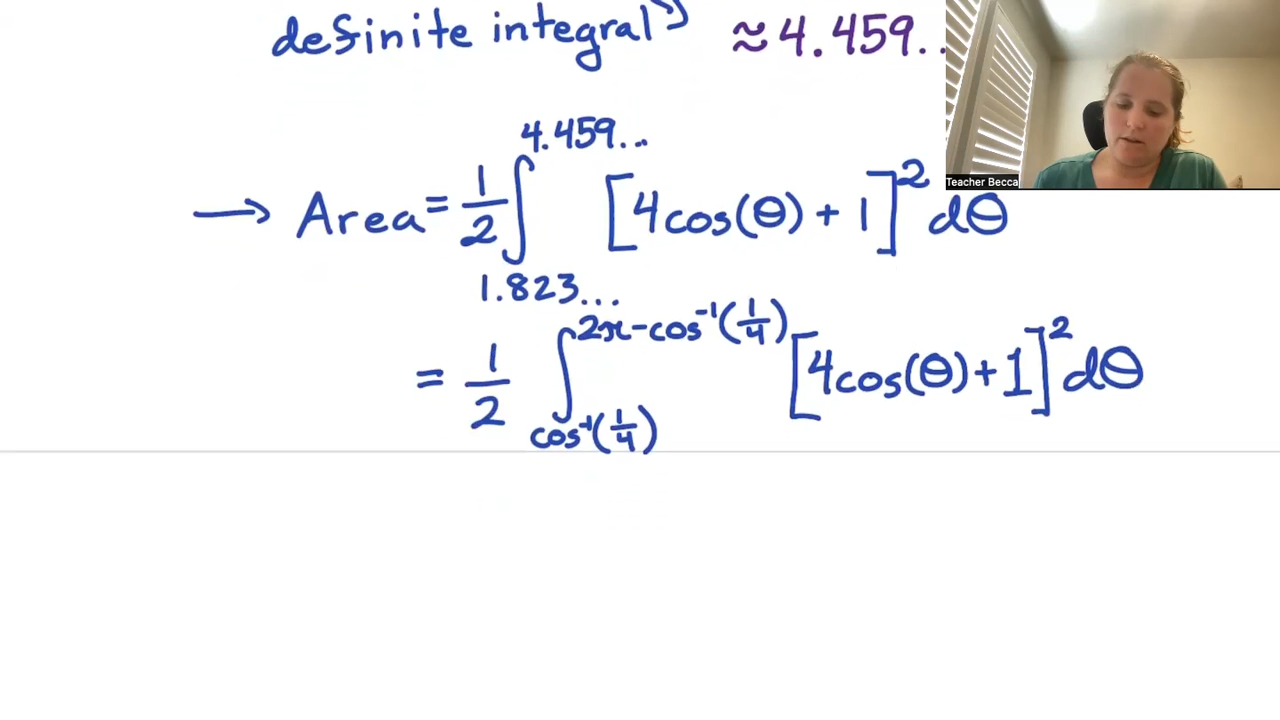 definite integral ≈4.459..
4.459...
→ Area = 1/2 ∫ [4cos(θ) + 1]² dθ
1.823...
2π-cos⁻¹(1/4)
= 1/2 ∫ [4cos(θ)+1]² dθ
cos⁻¹(1/4)
Teacher Becca